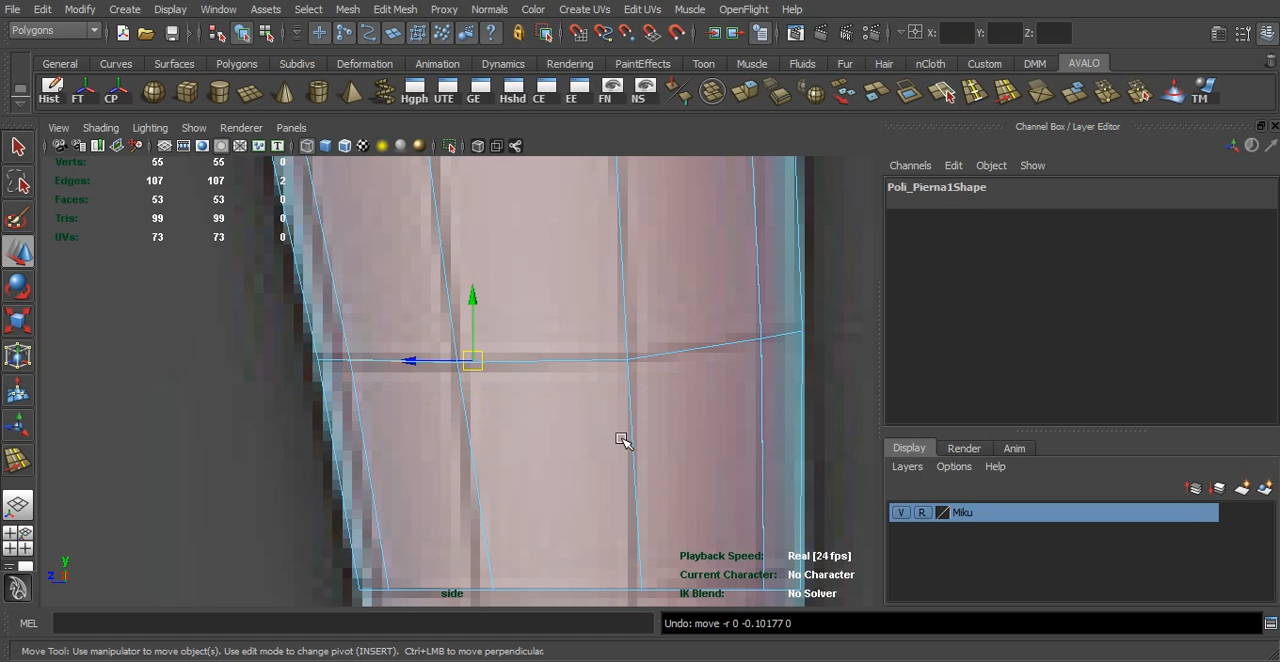 File Edit Modify Create Display Window Assets Select Mesh Edit Mesh Proxy Normals Color Create UVs Edit UVs Muscle OpenFlight Help
Polygons X: Y: Z:
General Curves Surfaces Polygons Subdivs Deformation Animation Dynamics Rendering PaintEffects Toon Muscle Fluids Fur Hair nCloth Custom DMM AVALO
Hist FT CP Hgph UTE GE Hshd CE EE FN NS TM
View Shading Lighting Show Renderer Panels
Channel Box / Layer Editor
Channels Edit Object Show
Verts: 55 55 0
Edges: 107 107 2
Faces: 53 53 0
Tris: 99 99 0
UVs: 73 73 0
Poli_Pierna1Shape
Display Render Anim
Layers Options Help
V R Miku
Playback Speed: Real [24 fps]
Current Character: No Character
IK Blend: No Solver
y
z
side
MEL Undo: move -r 0 -0.10177 0
Move Tool: Use manipulator to move object(s). Use edit mode to change pivot (INSERT). Ctrl+LMB to move perpendicular.